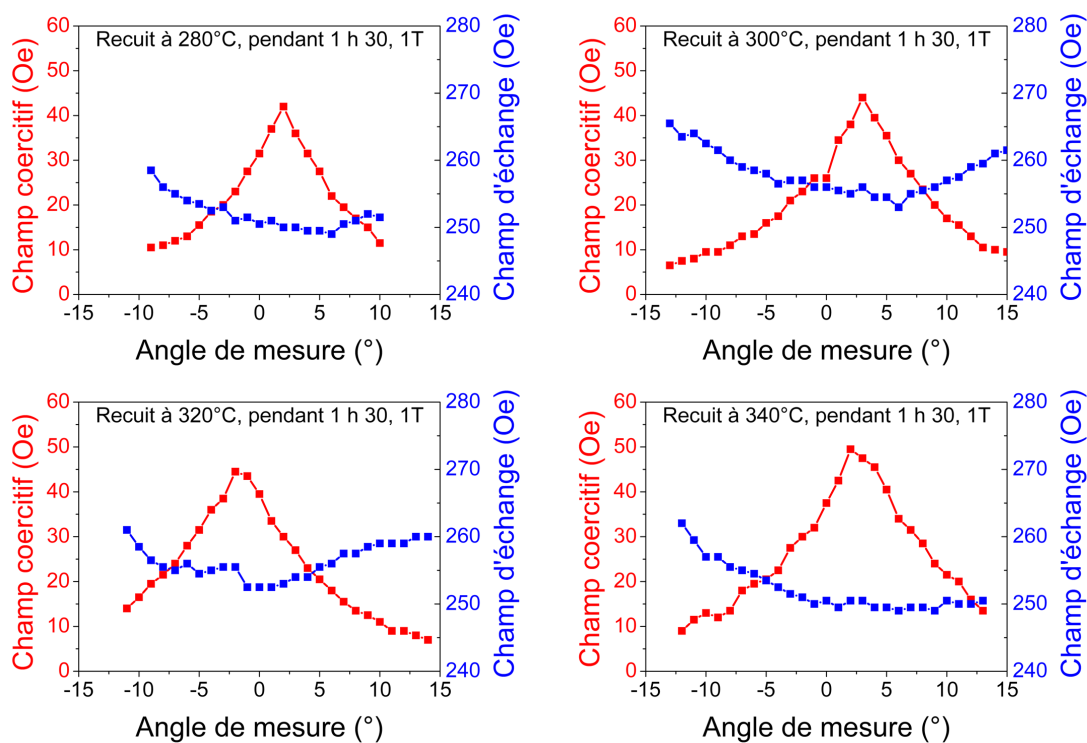 Recuit à 280°C, pendant 1 h 30, 1T
Champ coercitif (Oe)
60
50
40
30
20
10
0
280
270
260
250
240
Champ d'échange (Oe)
-15 -10 -5 0 5 10 15
Angle de mesure (°)
Recuit à 300°C, pendant 1 h 30, 1T
Champ coercitif (Oe)
60
50
40
30
20
10
0
280
270
260
250
240
Champ d'échange (Oe)
-15 -10 -5 0 5 10 15
Angle de mesure (°)
Recuit à 320°C, pendant 1 h 30, 1T
Champ coercitif (Oe)
60
50
40
30
20
10
0
280
270
260
250
240
Champ d'échange (Oe)
-15 -10 -5 0 5 10 15
Angle de mesure (°)
Recuit à 340°C, pendant 1 h 30, 1T
Champ coercitif (Oe)
60
50
40
30
20
10
0
280
270
260
250
240
Champ d'échange (Oe)
-15 -10 -5 0 5 10 15
Angle de mesure (°)